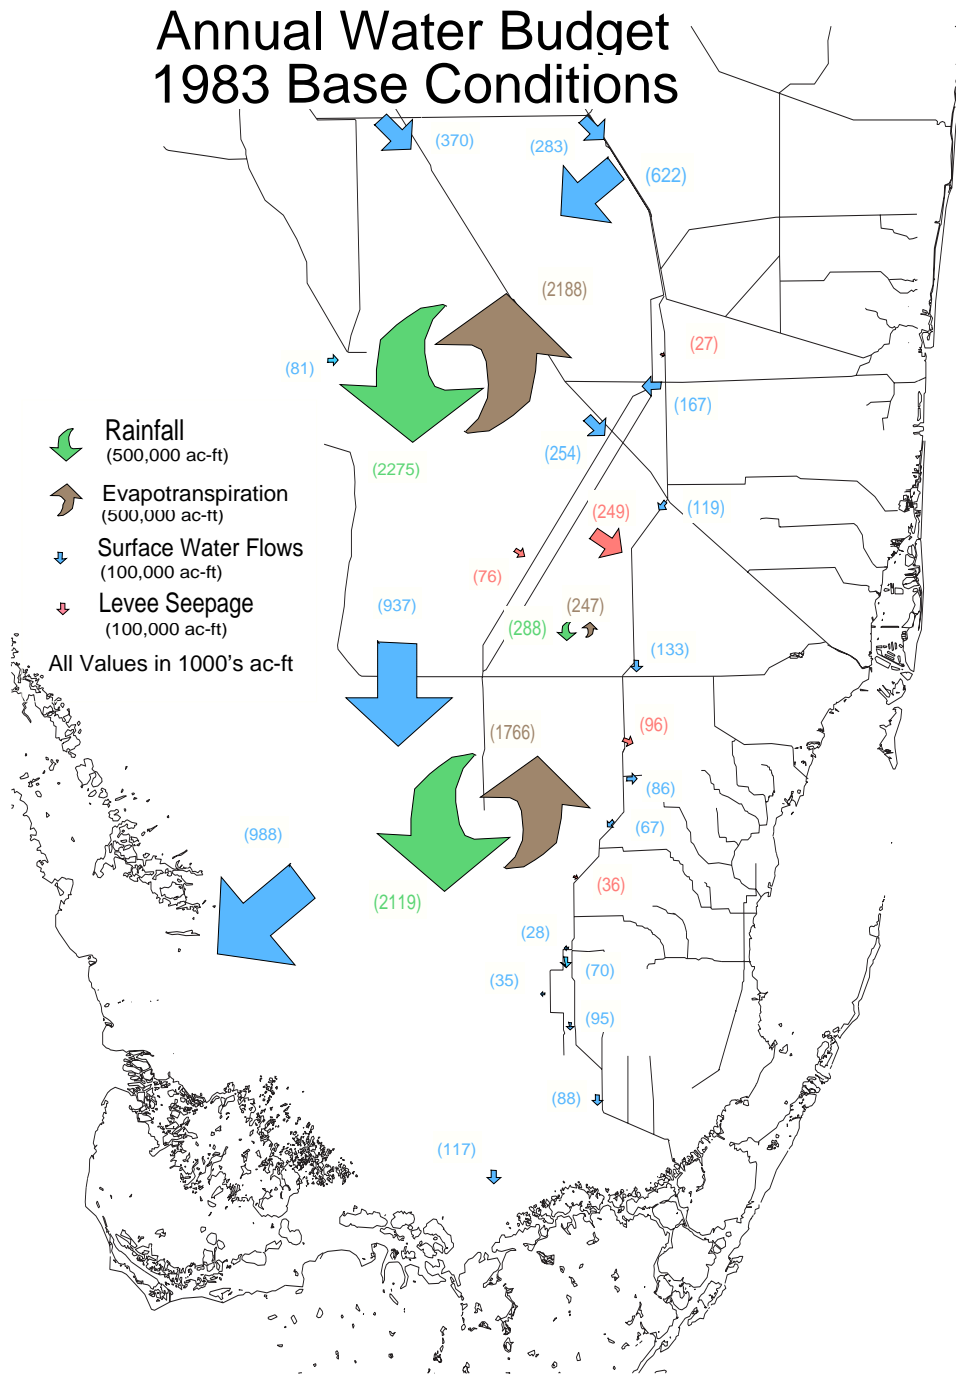 Annual Water Budget
1983 Base Conditions
(370)
(283)
(622)
(2188)
(27)
(81)
(167)
(254)
(2275)
Rainfall
(500,000 ac-ft)
Evapotranspiration
(500,000 ac-ft)
Surface Water Flows
(100,000 ac-ft)
Levee Seepage
(100,000 ac-ft)
All Values in 1000's ac-ft
(119)
(249)
(76)
(937)
(247)
(288)
(133)
(96)
(1766)
(86)
(67)
(988)
(36)
(2119)
(28)
(70)
(35)
(95)
(88)
(117)